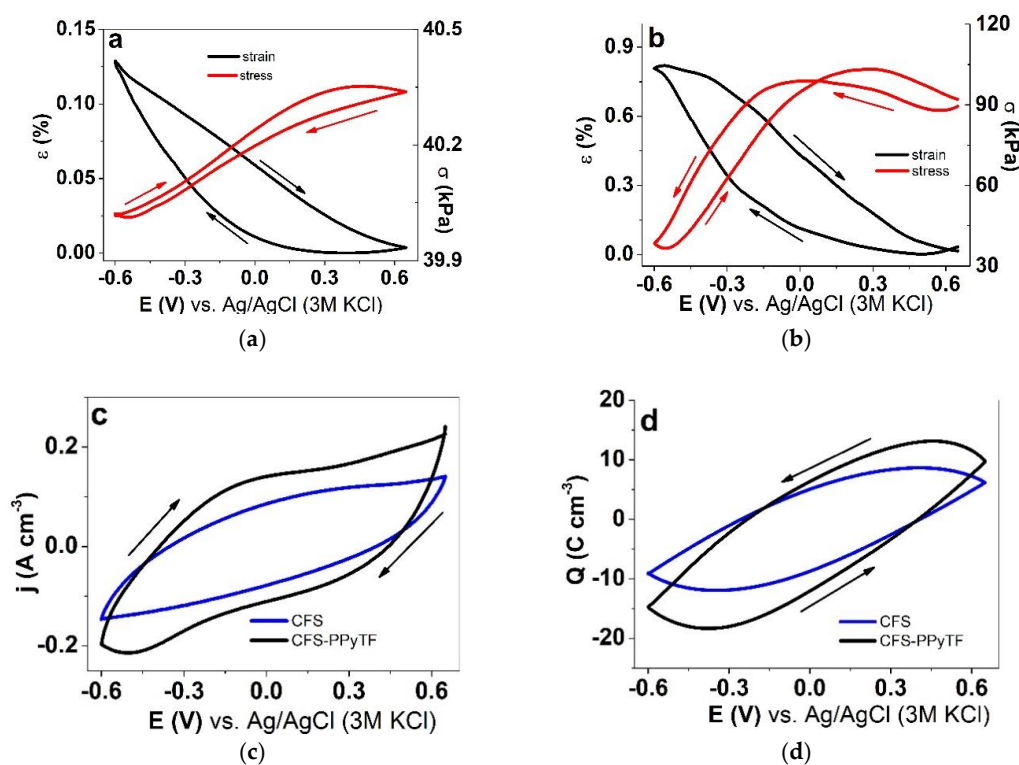 a
0.15
0.10
0.05
0.00
ε (%)
strain
stress
40.5
40.2
39.9
σ (kPa)
-0.6 -0.3 0.0 0.3 0.6
E (V) vs. Ag/AgCl (3M KCl)
(a)
b
0.9
0.6
0.3
0.0
ε (%)
strain
stress
120
90
60
30
σ (kPa)
-0.6 -0.3 0.0 0.3 0.6
E (V) vs. Ag/AgCl (3M KCl)
(b)
c
0.2
0.0
-0.2
j (A cm⁻³)
CFS
CFS-PPyTF
-0.6 -0.3 0.0 0.3 0.6
E (V) vs. Ag/AgCl (3M KCl)
(c)
d
20
10
0
-10
-20
Q (C cm⁻³)
CFS
CFS-PPyTF
-0.6 -0.3 0.0 0.3 0.6
E (V) vs. Ag/AgCl (3M KCl)
(d)